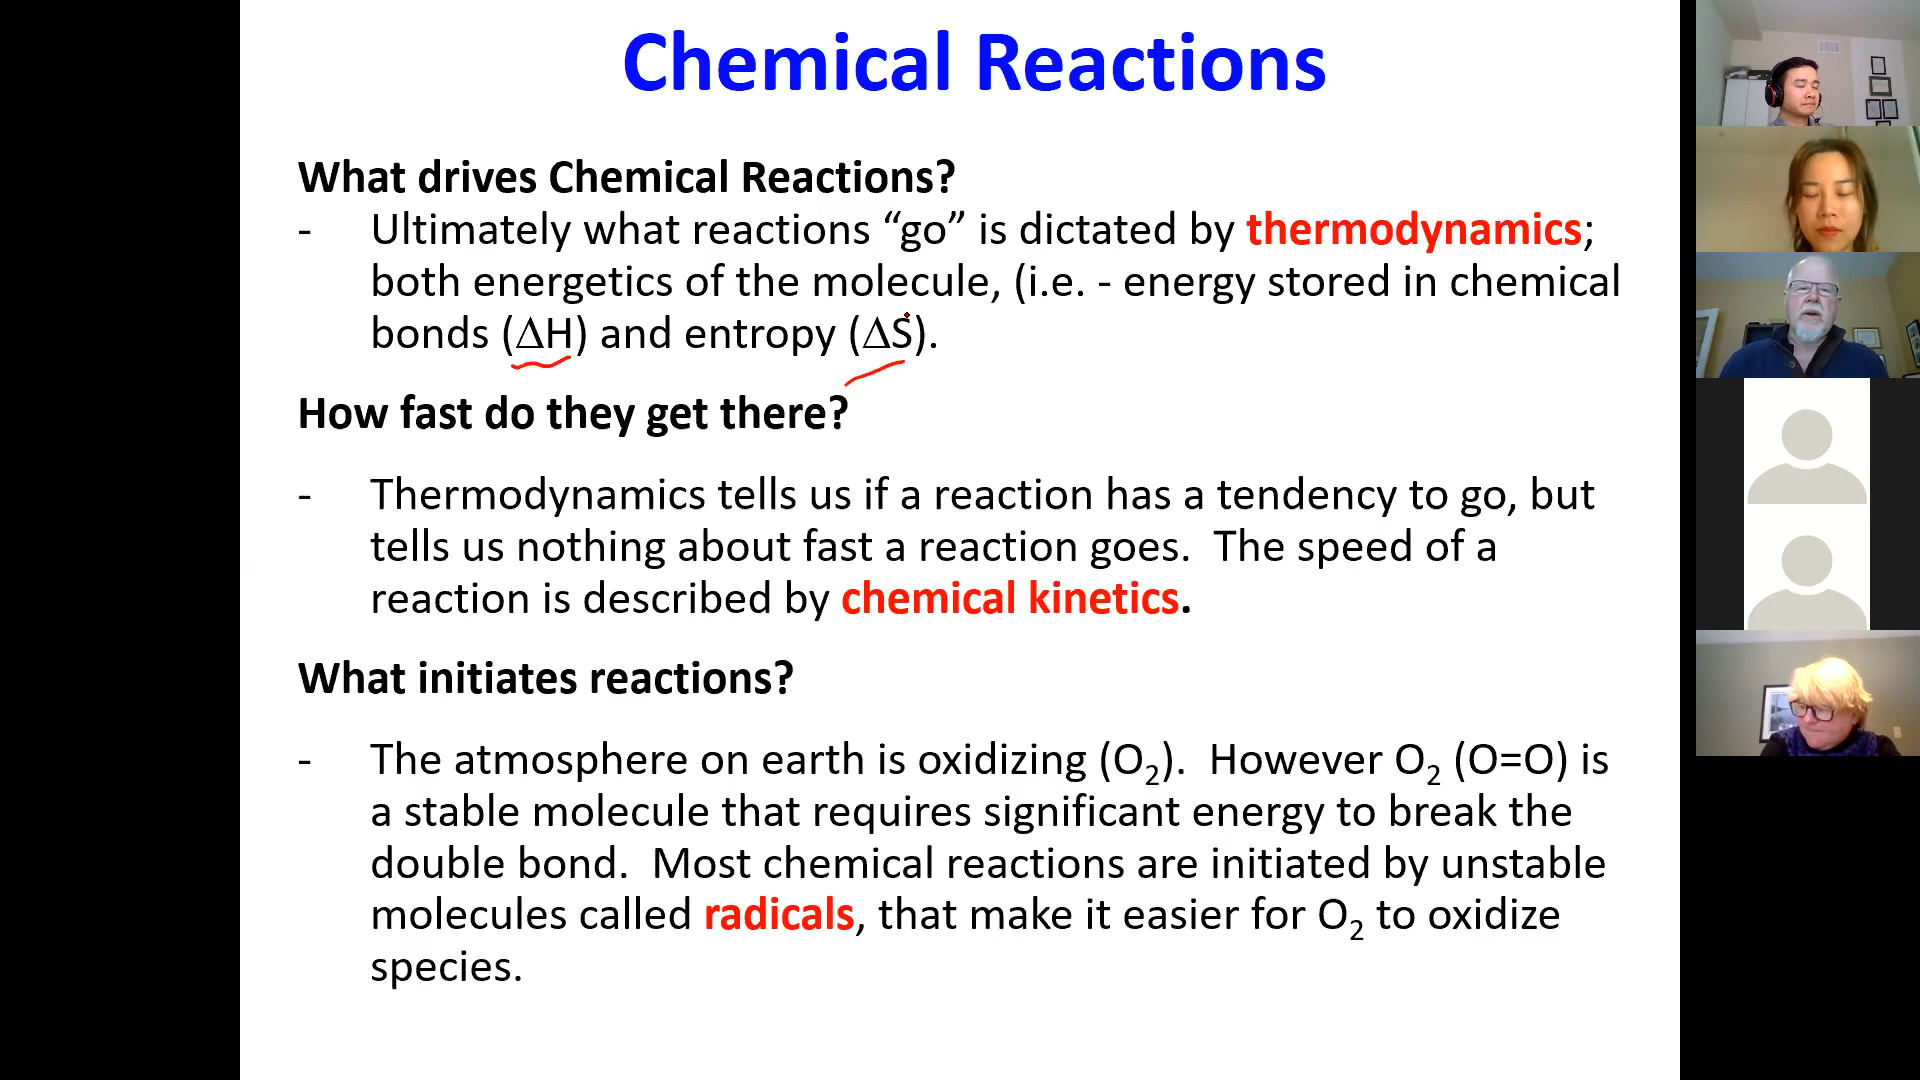 Chemical Reactions
What drives Chemical Reactions?
- Ultimately what reactions “go” is dictated by thermodynamics;
both energetics of the molecule, (i.e. - energy stored in chemical
bonds (ΔH) and entropy (ΔS).
How fast do they get there?
- Thermodynamics tells us if a reaction has a tendency to go, but
tells us nothing about fast a reaction goes. The speed of a
reaction is described by chemical kinetics.
What initiates reactions?
- The atmosphere on earth is oxidizing (O₂). However O₂ (O=O) is
a stable molecule that requires significant energy to break the
double bond. Most chemical reactions are initiated by unstable
molecules called radicals, that make it easier for O₂ to oxidize
species.